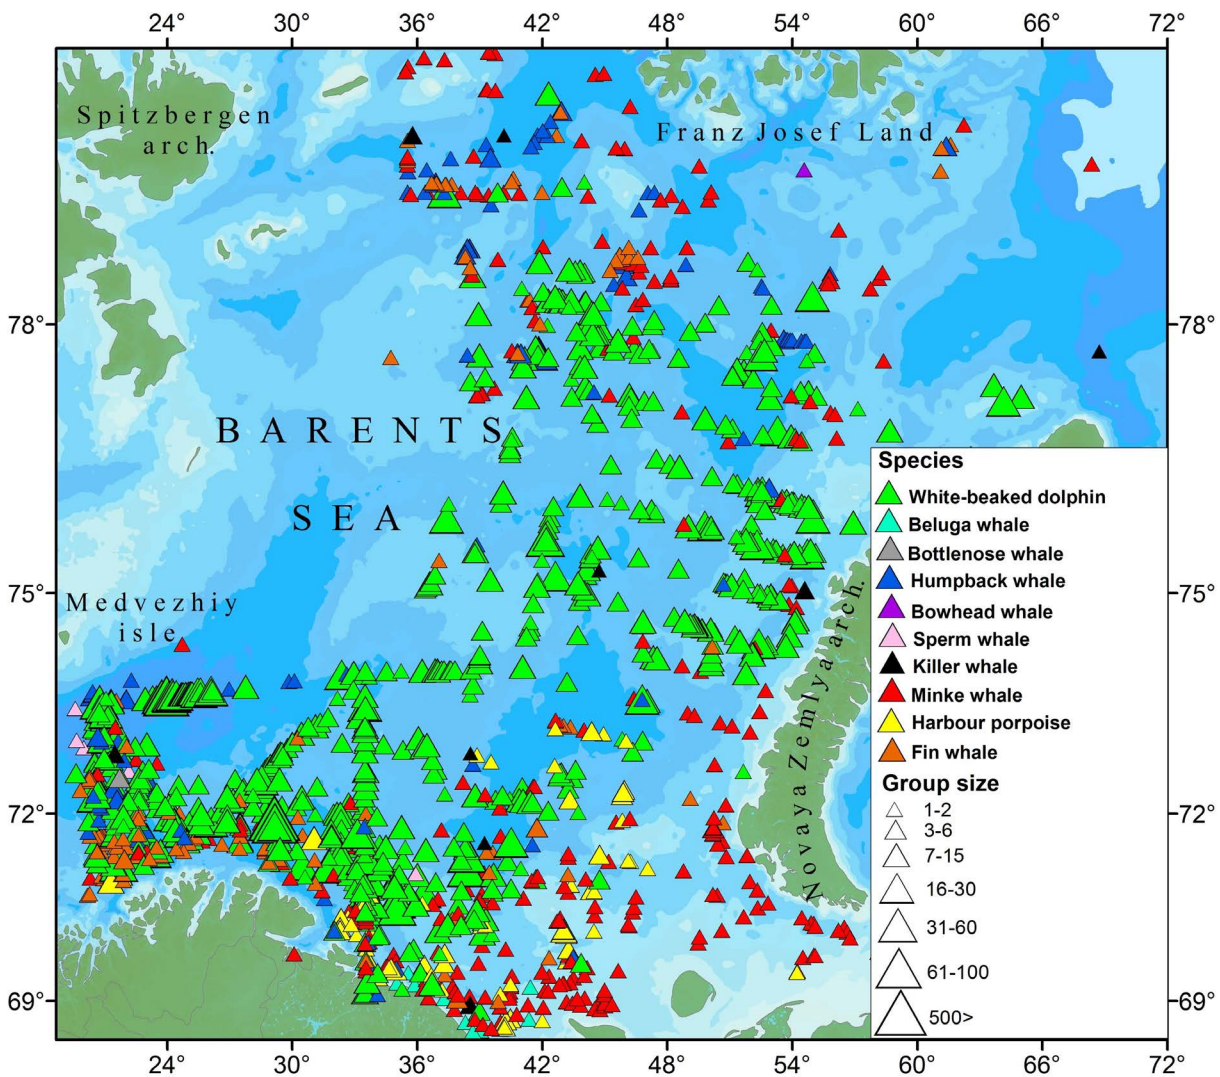 24° 30° 36° 42° 48° 54° 60° 66° 72°
Spitzbergen
arch.
Franz Josef Land
78° 78°
BARENTS
SEA
75° 75°
Medvezhiy
isle
Novaya Zemlya arch.
72° 72°
69° 69°
Species
White-beaked dolphin
Beluga whale
Bottlenose whale
Humpback whale
Bowhead whale
Sperm whale
Killer whale
Minke whale
Harbour porpoise
Fin whale
Group size
1-2
3-6
7-15
16-30
31-60
61-100
500>
24° 30° 36° 42° 48° 54° 60° 66° 72°